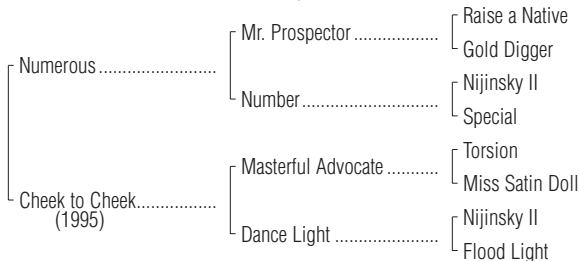 Raise a Native
Mr. Prospector ..................
Gold Digger
Numerous .........................
Nijinsky II
Number.............................
Special
Torsion
Masterful Advocate ...........
Miss Satin Doll
Cheek to Cheek.................
(1995)
Nijinsky II
Dance Light ......................
Flood Light